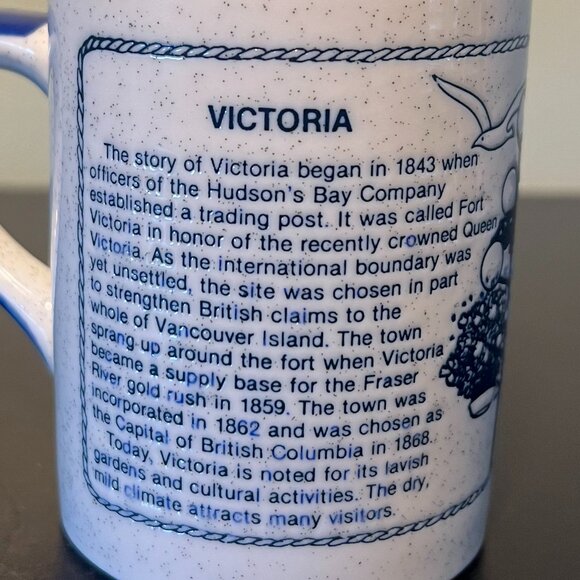 VICTORIA
The story of Victoria began in 1843 when
officers of the Hudson's Bay Company
established a trading post. It was called Fort
Victoria in honor of the recently crowned Queen
Victoria. As the international boundary was
yet unsettled, the site was chosen in part
to strengthen British claims to the
whole of Vancouver Island. The town
sprang up around the fort when Victoria
became a supply base for the Fraser
River gold rush in 1859. The town was
incorporated in 1862 and was chosen as
the Capital of British Columbia in 1868.
Today, Victoria is noted for its lavish
gardens and cultural activities. The dry,
mild climate attracts many visitors.